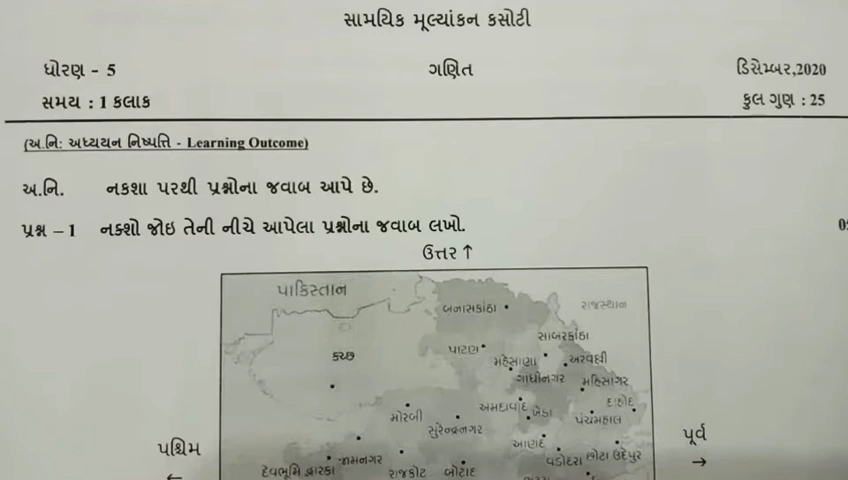 સામયિક મૂલ્યાંકન કસોટી
ધોરણ - 5 ગણિત ડિસેમ્બર,2020
સમય : 1 કલાક કુલ ગુણ : 25
(અ.નિ: અધ્યયન નિષ્પત્તિ - Learning Outcome)
અ.નિ. નકશા પરથી પ્રશ્નોના જવાબ આપે છે.
પ્રશ્ન – 1 નકશો જોઇ તેની નીચે આપેલા પ્રશ્નોના જવાબ લખો.
ઉત્તર ↑
પાકિસ્તાન
બનાસકાંઠા રાજસ્થાન
સાબરકાંઠા
કચ્છ પાટણ મહેસાણા અરવલ્લી
ગાંધીનગર મહિસાગર
મોરબી સુરેન્દ્રનગર અમદાવાદ ખેડા પંચમહાલ દાહોદ
પશ્ચિમ આણંદ પૂર્વ
← →
દેવભૂમિ દ્વારકા જામનગર રાજકોટ બોટાદ વડોદરા છોટા ઉદેપુર